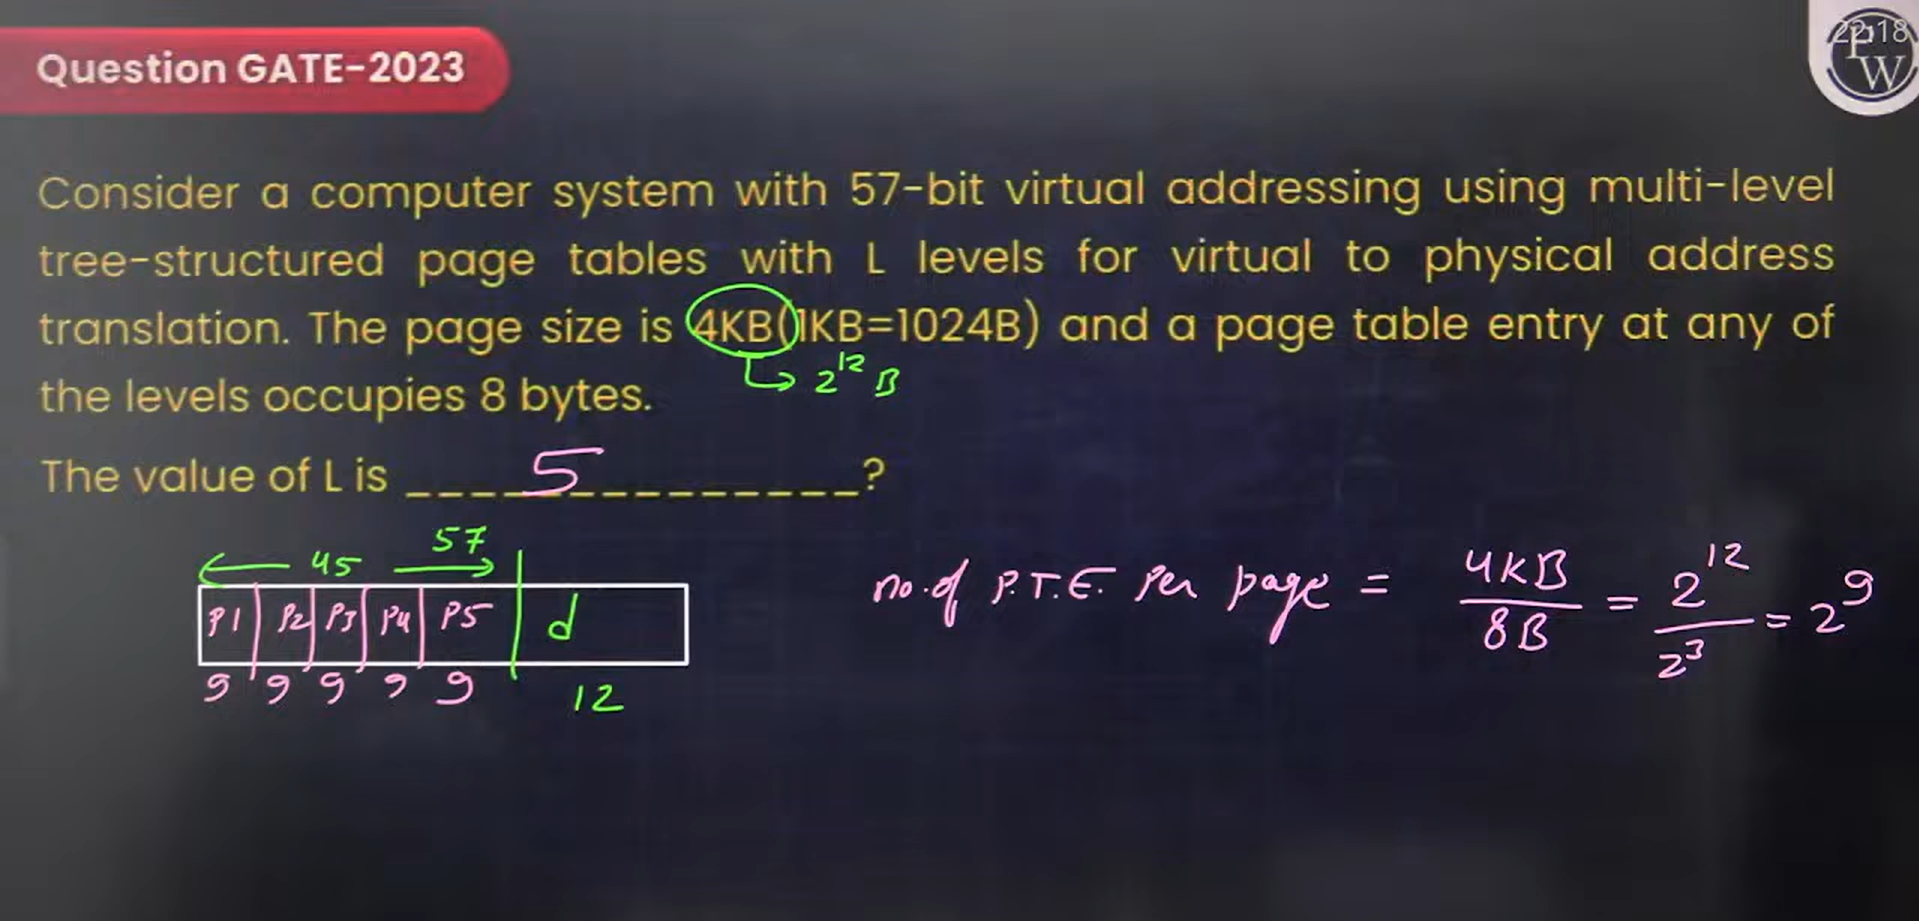 22:18
PW
Question GATE-2023
Consider a computer system with 57-bit virtual addressing using multi-level
tree-structured page tables with L levels for virtual to physical address
translation. The page size is 4KB(1KB=1024B) and a page table entry at any of
the levels occupies 8 bytes.
2^12 B
The value of L is _______5_______?
57
45
P1 P2 P3 P4 P5 d
9 9 9 9 9 12
no. of P.T.E. Per page = 4KB/8B = 2^12/2^3 = 2^9